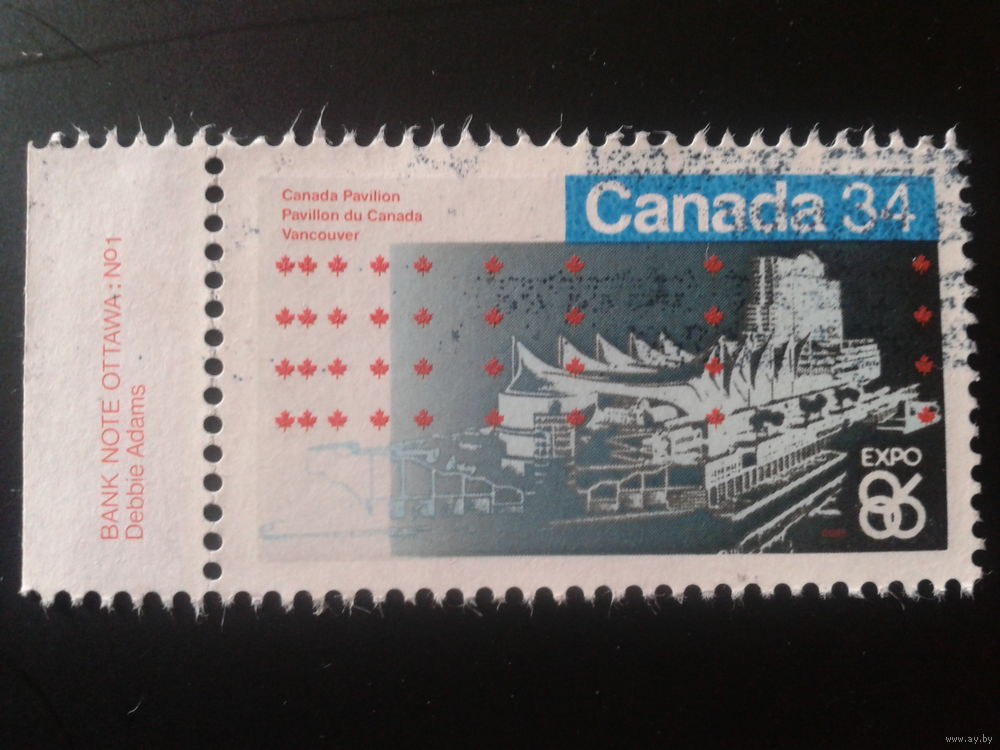 BANK NOTE OTTAWA : No1
Debbie Adams
Canada Pavilion
Pavillon du Canada
Vancouver
Canada 34
EXPO
86
www.ay.by